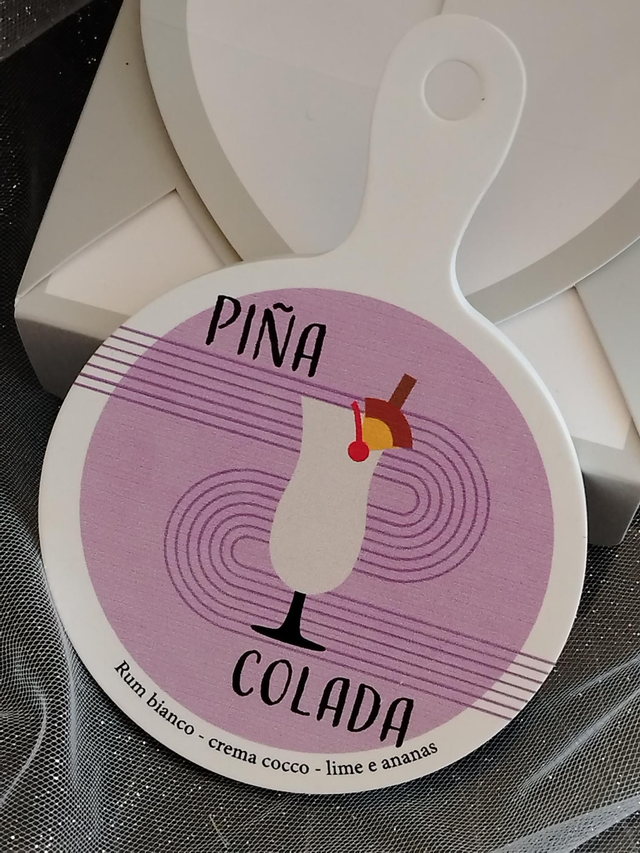 PIÑA
COLADA
Rum bianco - crema cocco - lime e ananas